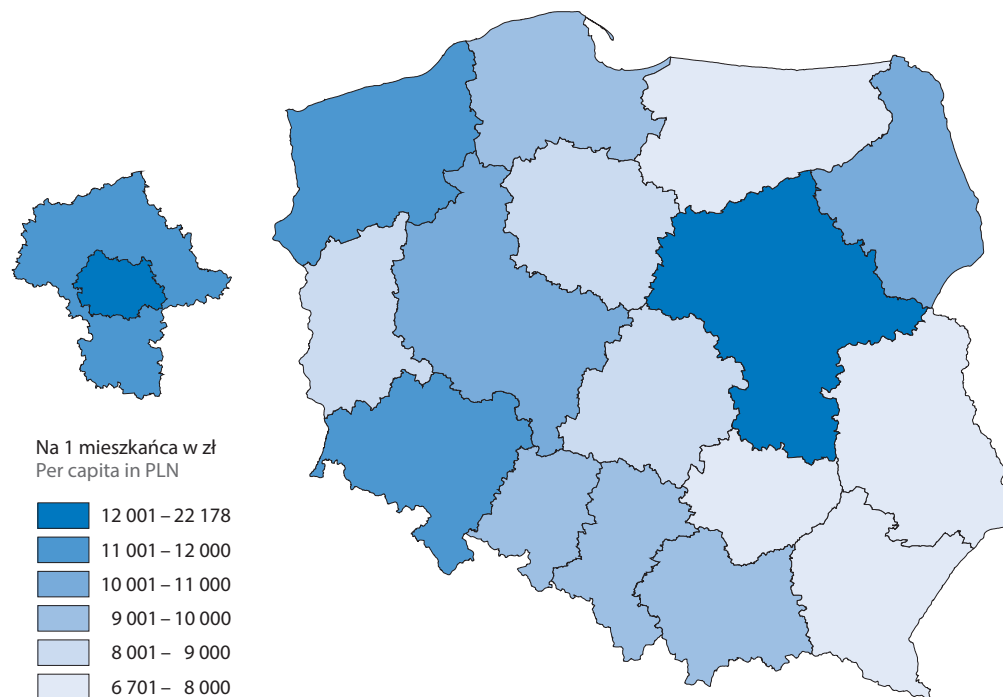 Na 1 mieszkańca w zł
Per capita in PLN
12 001 – 22 178
11 001 – 12 000
10 001 – 11 000
9 001 – 10 000
8 001 – 9 000
6 701 – 8 000